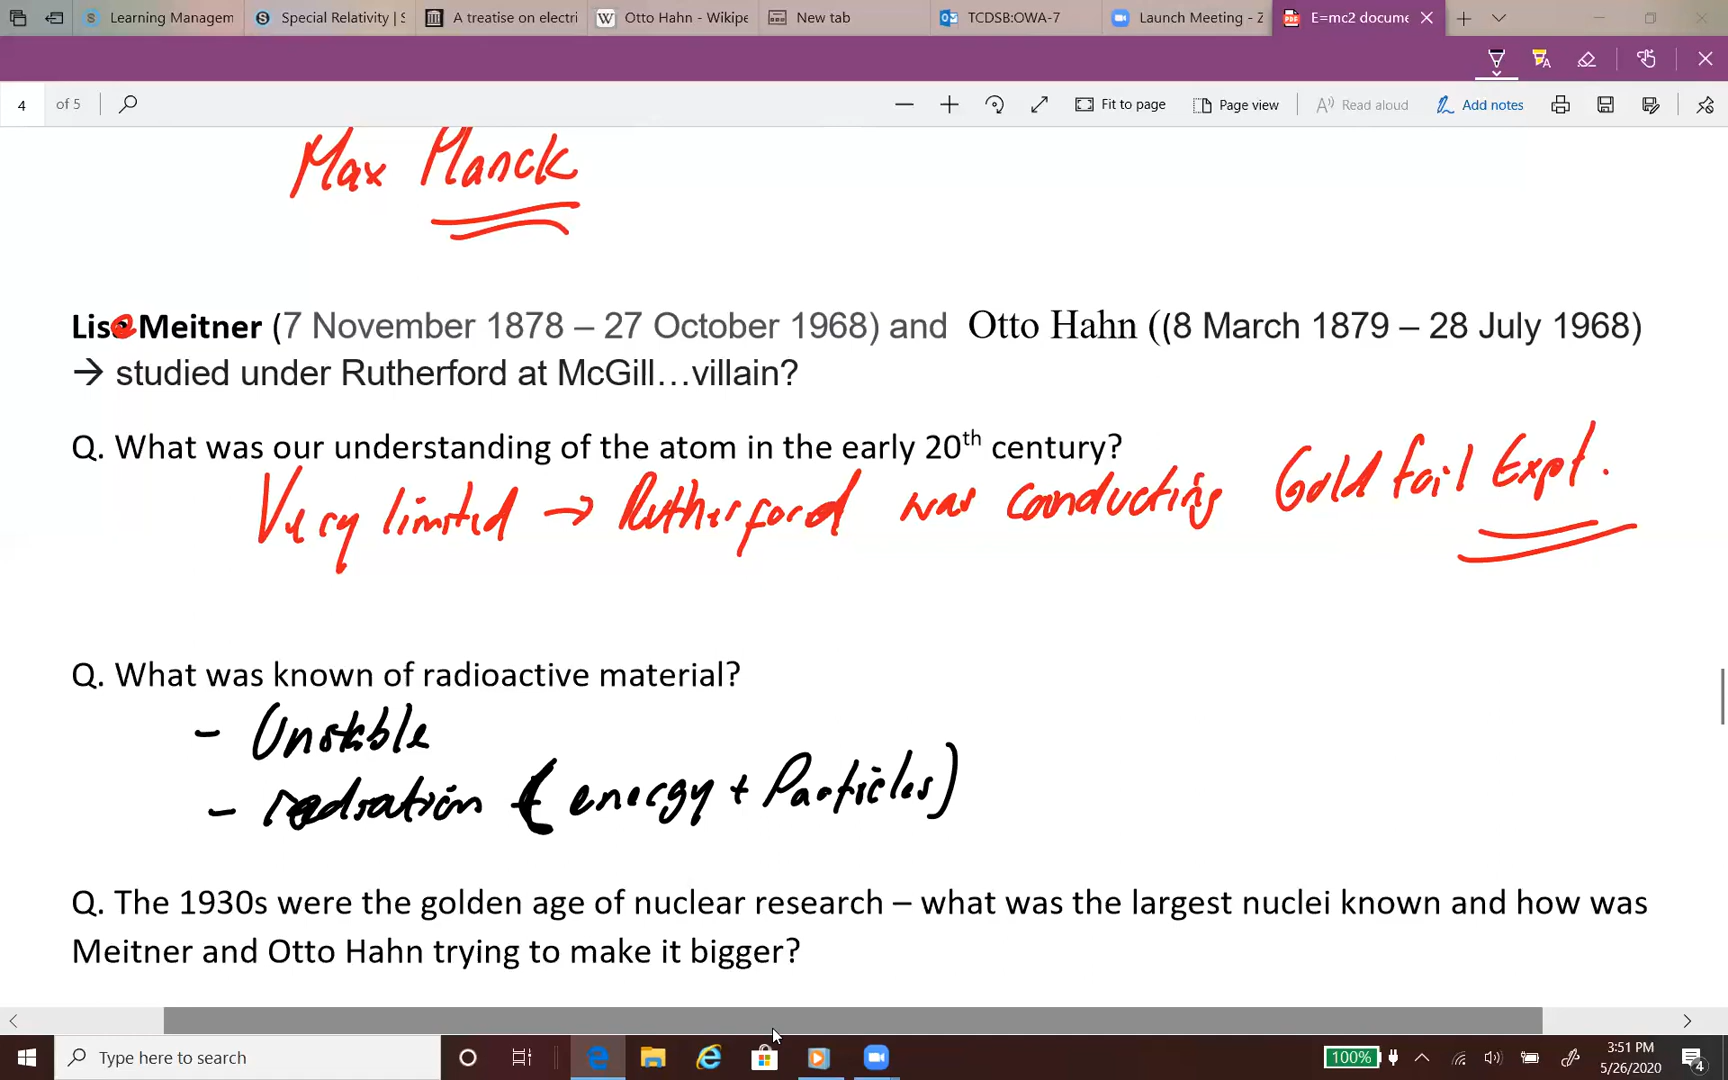 Learning Managem
Special Relativity | S
A treatise on electri
Otto Hahn - Wikipe
New tab
TCDSB:OWA-7
Launch Meeting - Z
E=mc2 docume
4 of 5
Fit to page
Page view
Read aloud
Add notes
Max Planck
Lise Meitner (7 November 1878 – 27 October 1968) and Otto Hahn ((8 March 1879 – 28 July 1968)
→ studied under Rutherford at McGill…villain?
Q. What was our understanding of the atom in the early 20th century?
Very limited → Rutherford was conducting Gold foil Expt.
Q. What was known of radioactive material?
- Unstable
- radiation (energy + Particles)
Q. The 1930s were the golden age of nuclear research – what was the largest nuclei known and how was
Meitner and Otto Hahn trying to make it bigger?
Type here to search
100%
3:51 PM
5/26/2020
4